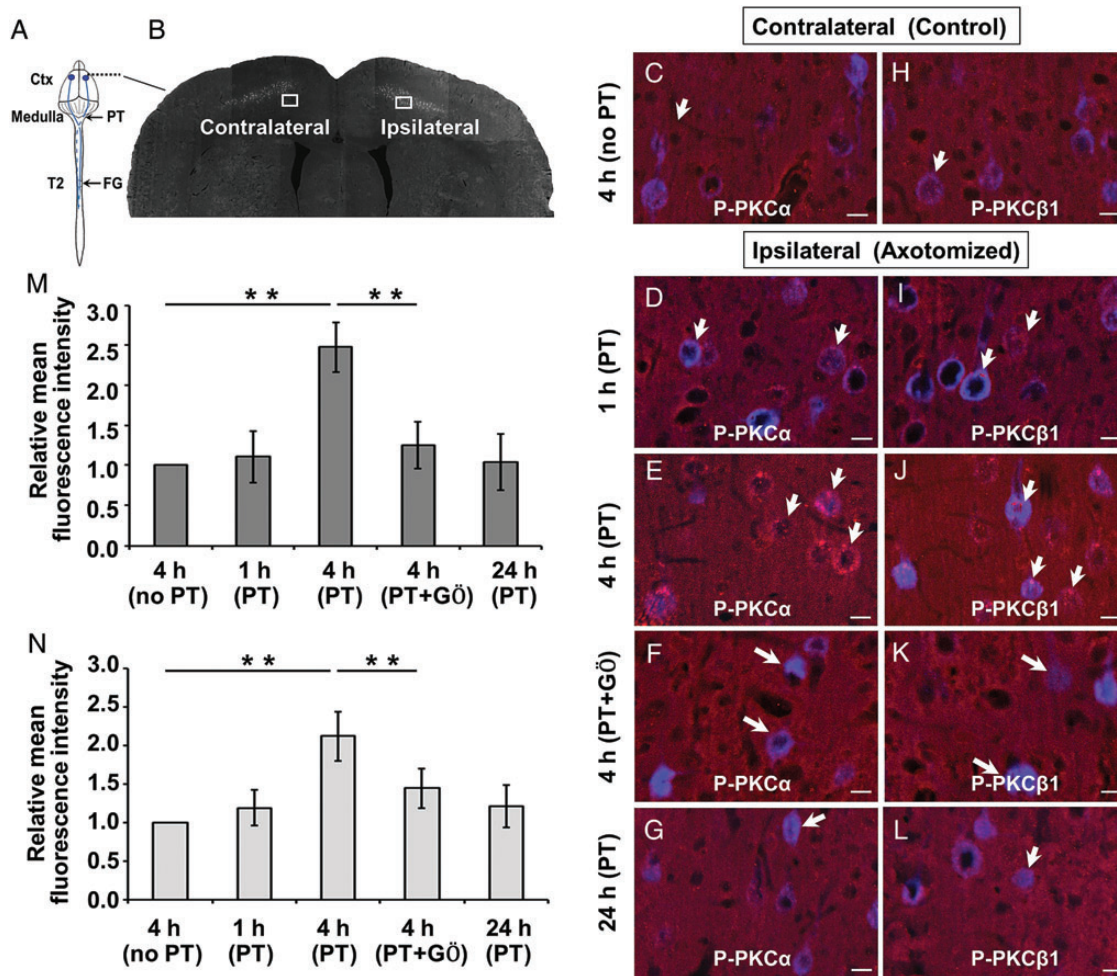 A
B
Ctx
Medulla
PT
T2
FG
Contralateral
Ipsilateral
Contralateral (Control)
4 h (no PT)
C
P-PKCα
H
P-PKCβ1
Ipsilateral (Axotomized)
1 h (PT)
D
P-PKCα
I
P-PKCβ1
4 h (PT)
E
P-PKCα
J
P-PKCβ1
4 h (PT+GÖ)
F
P-PKCα
K
P-PKCβ1
24 h (PT)
G
P-PKCα
L
P-PKCβ1
M
Relative mean
fluorescence intensity
3.0
2.5
2.0
1.5
1.0
0.5
0.0
* *
* *
4 h
(no PT)
1 h
(PT)
4 h
(PT)
4 h
(PT+GÖ)
24 h
(PT)
N
Relative mean
fluorescence intensity
3.0
2.5
2.0
1.5
1.0
0.5
0.0
* *
* *
4 h
(no PT)
1 h
(PT)
4 h
(PT)
4 h
(PT+GÖ)
24 h
(PT)